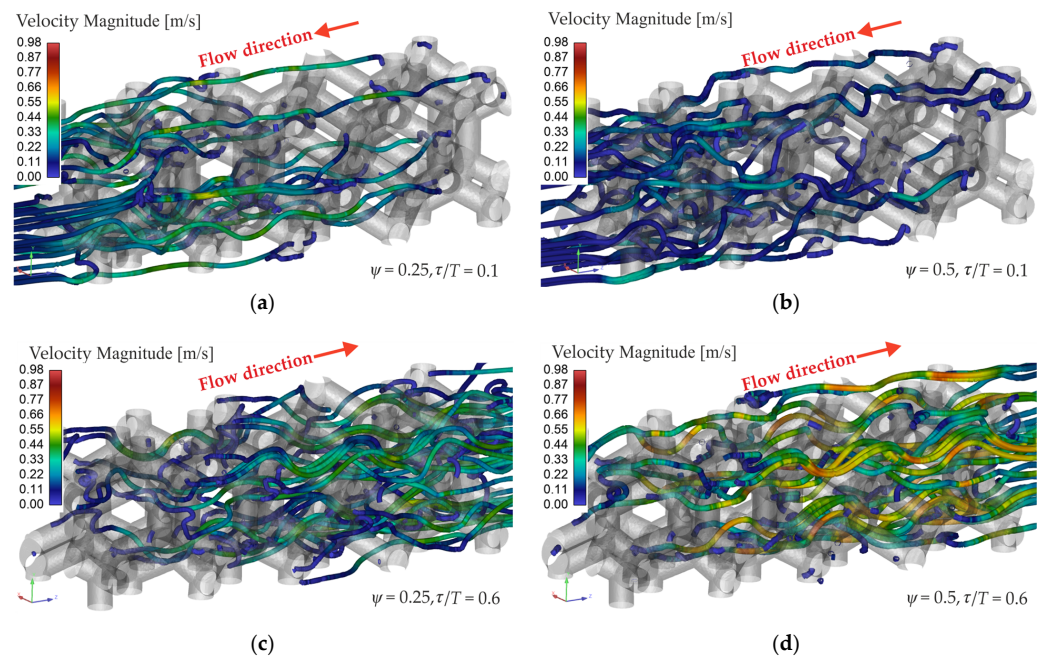 Velocity Magnitude [m/s]
Flow direction
0.98
0.87
0.77
0.66
0.55
0.44
0.33
0.22
0.11
0.00
ψ = 0.25, τ/T = 0.1
(a)
Velocity Magnitude [m/s]
Flow direction
0.98
0.87
0.77
0.66
0.55
0.44
0.33
0.22
0.11
0.00
ψ = 0.5, τ/T = 0.1
(b)
Velocity Magnitude [m/s]
Flow direction
0.98
0.87
0.77
0.66
0.55
0.44
0.33
0.22
0.11
0.00
ψ = 0.25, τ/T = 0.6
(c)
Velocity Magnitude [m/s]
Flow direction
0.98
0.87
0.77
0.66
0.55
0.44
0.33
0.22
0.11
0.00
ψ = 0.5, τ/T = 0.6
(d)